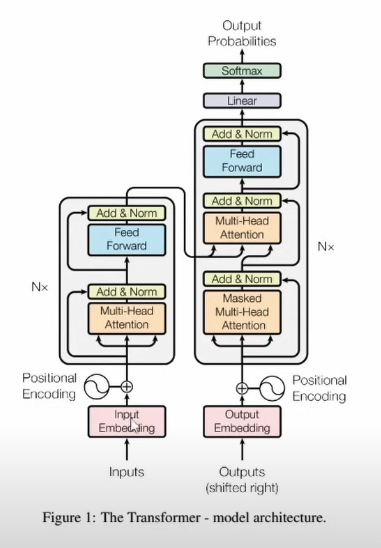 Output
Probabilities
Softmax
Linear
Add & Norm
Feed
Forward
Add & Norm
Multi-Head
Attention
Add & Norm
Masked
Multi-Head
Attention
Nx
Add & Norm
Feed
Forward
Add & Norm
Multi-Head
Attention
Nx
Positional
Encoding
Positional
Encoding
Input
Embedding
Output
Embedding
Inputs
Outputs
(shifted right)
Figure 1: The Transformer - model architecture.